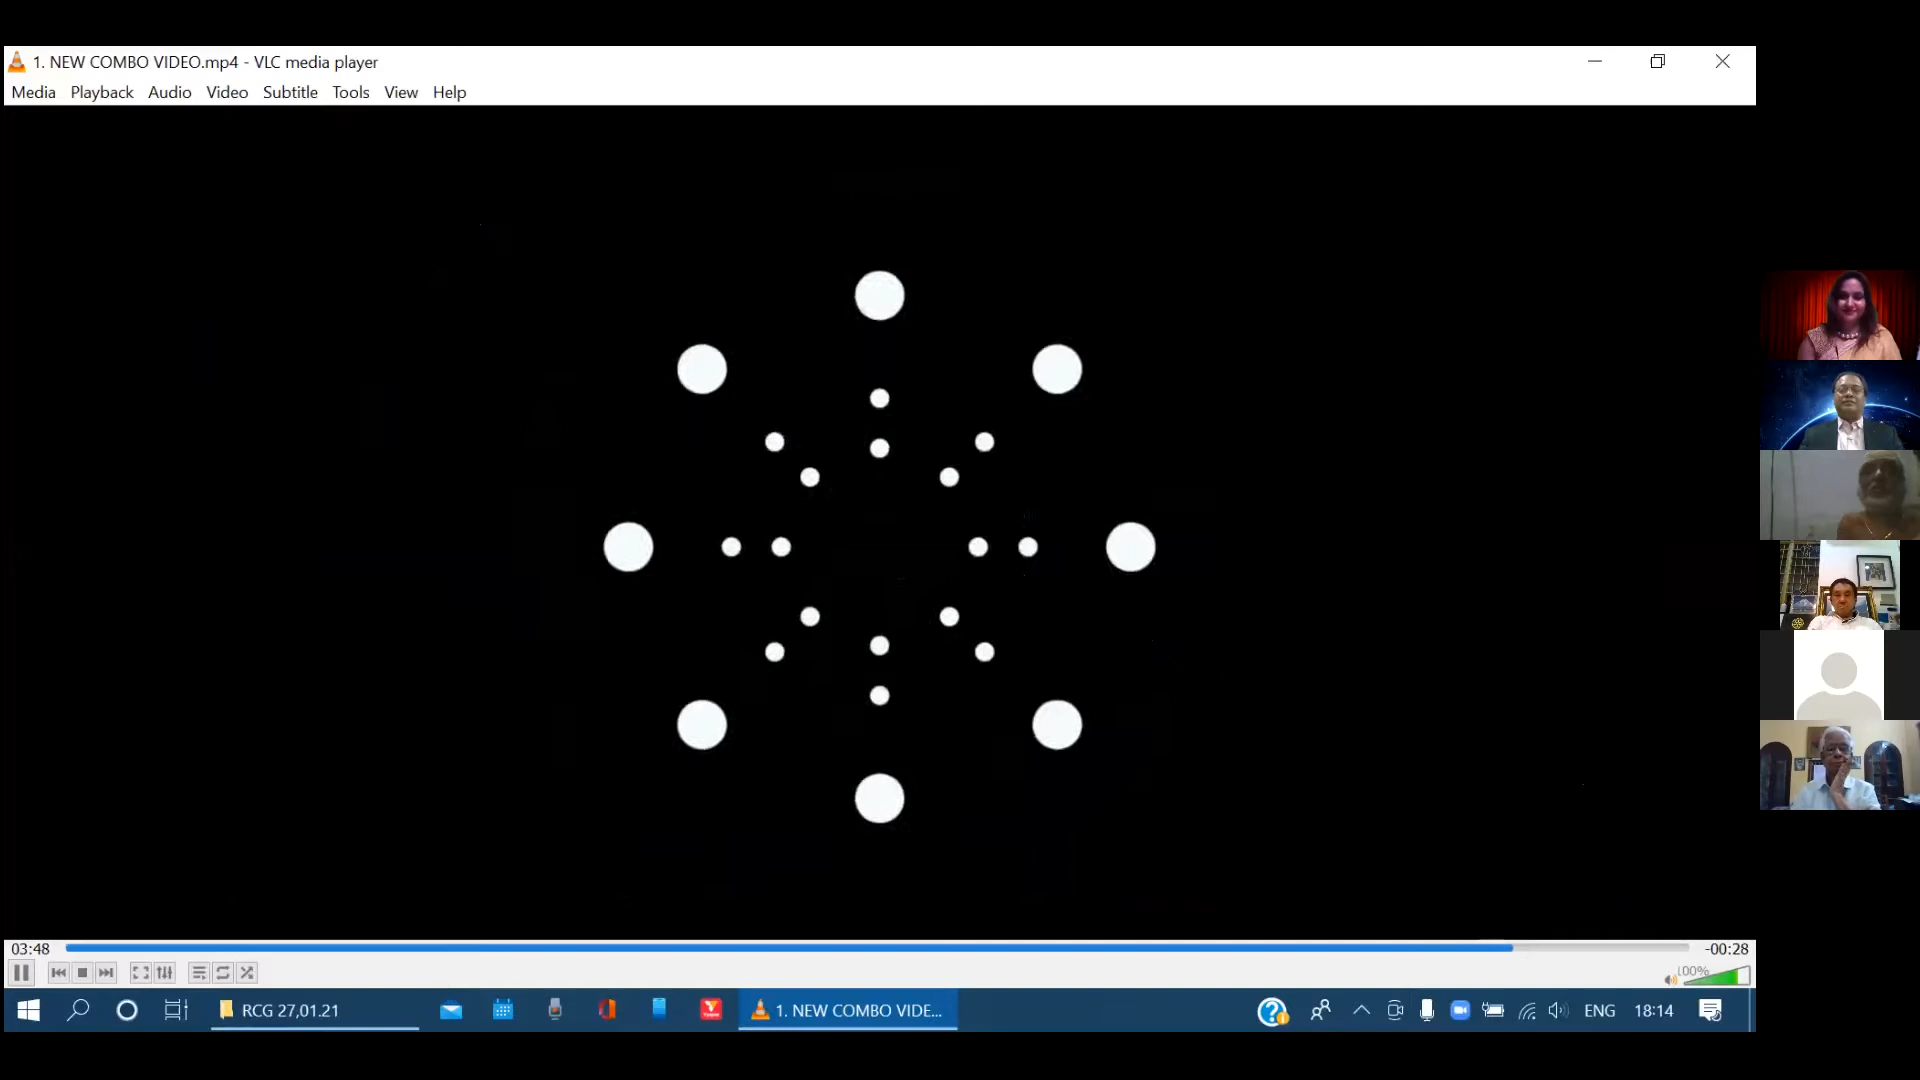 1. NEW COMBO VIDEO.mp4 - VLC media player
Media Playback Audio Video Subtitle Tools View Help
03:48
-00:28
100%
RCG 27,01.21
1. NEW COMBO VIDE...
ENG
18:14